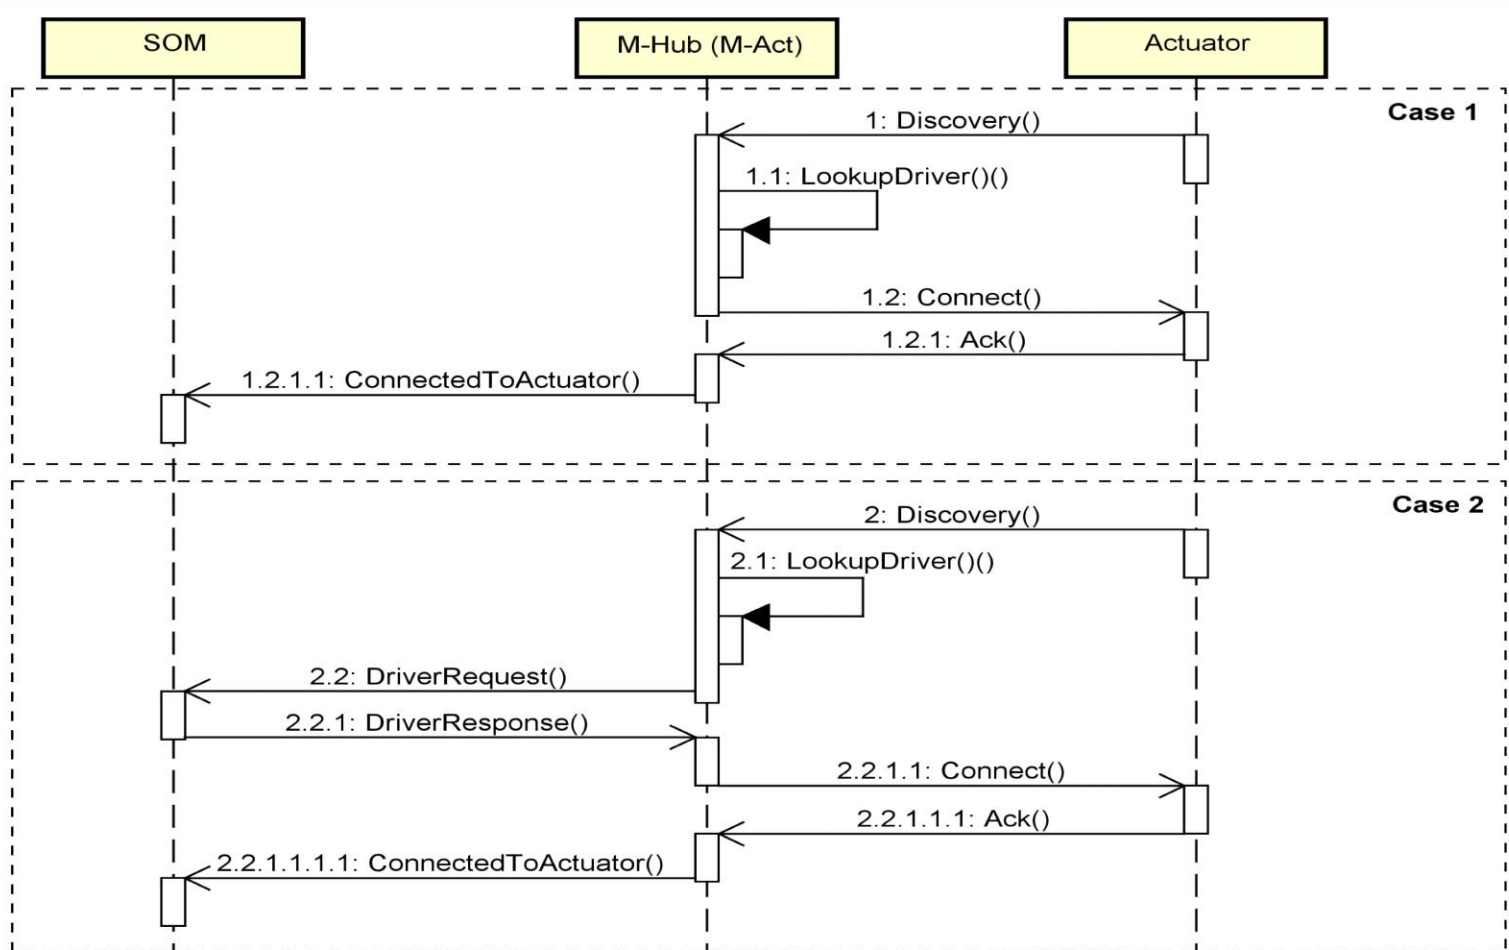 SOM
M-Hub (M-Act)
Actuator
Case 1
1: Discovery()
1.1: LookupDriver()()
1.2: Connect()
1.2.1: Ack()
1.2.1.1: ConnectedToActuator()
Case 2
2: Discovery()
2.1: LookupDriver()()
2.2: DriverRequest()
2.2.1: DriverResponse()
2.2.1.1: Connect()
2.2.1.1.1: Ack()
2.2.1.1.1.1: ConnectedToActuator()